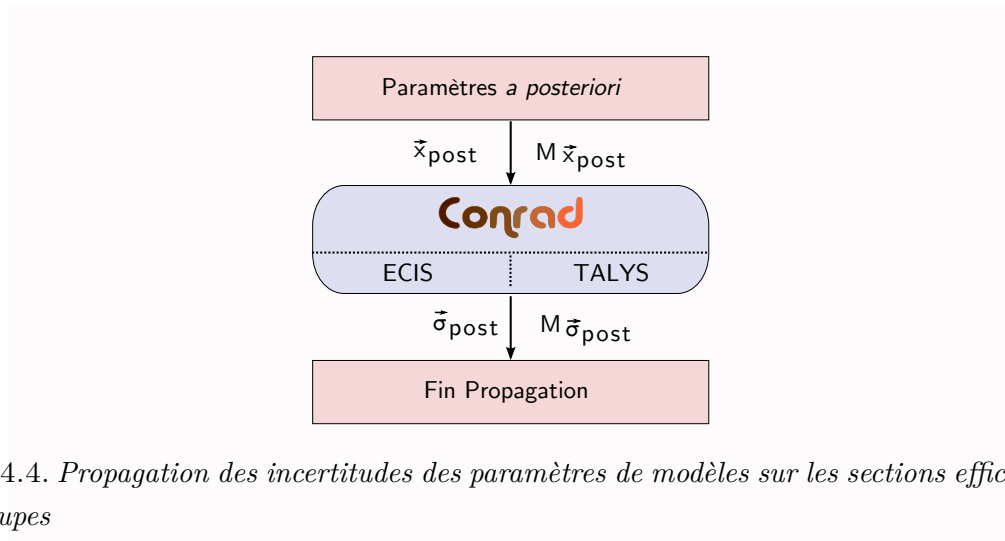 Paramètres a posteriori
x⃗post M x⃗post
Conrad
ECIS TALYS
σ⃗post M σ⃗post
Fin Propagation
4.4. Propagation des incertitudes des paramètres de modèles sur les sections effic
upes